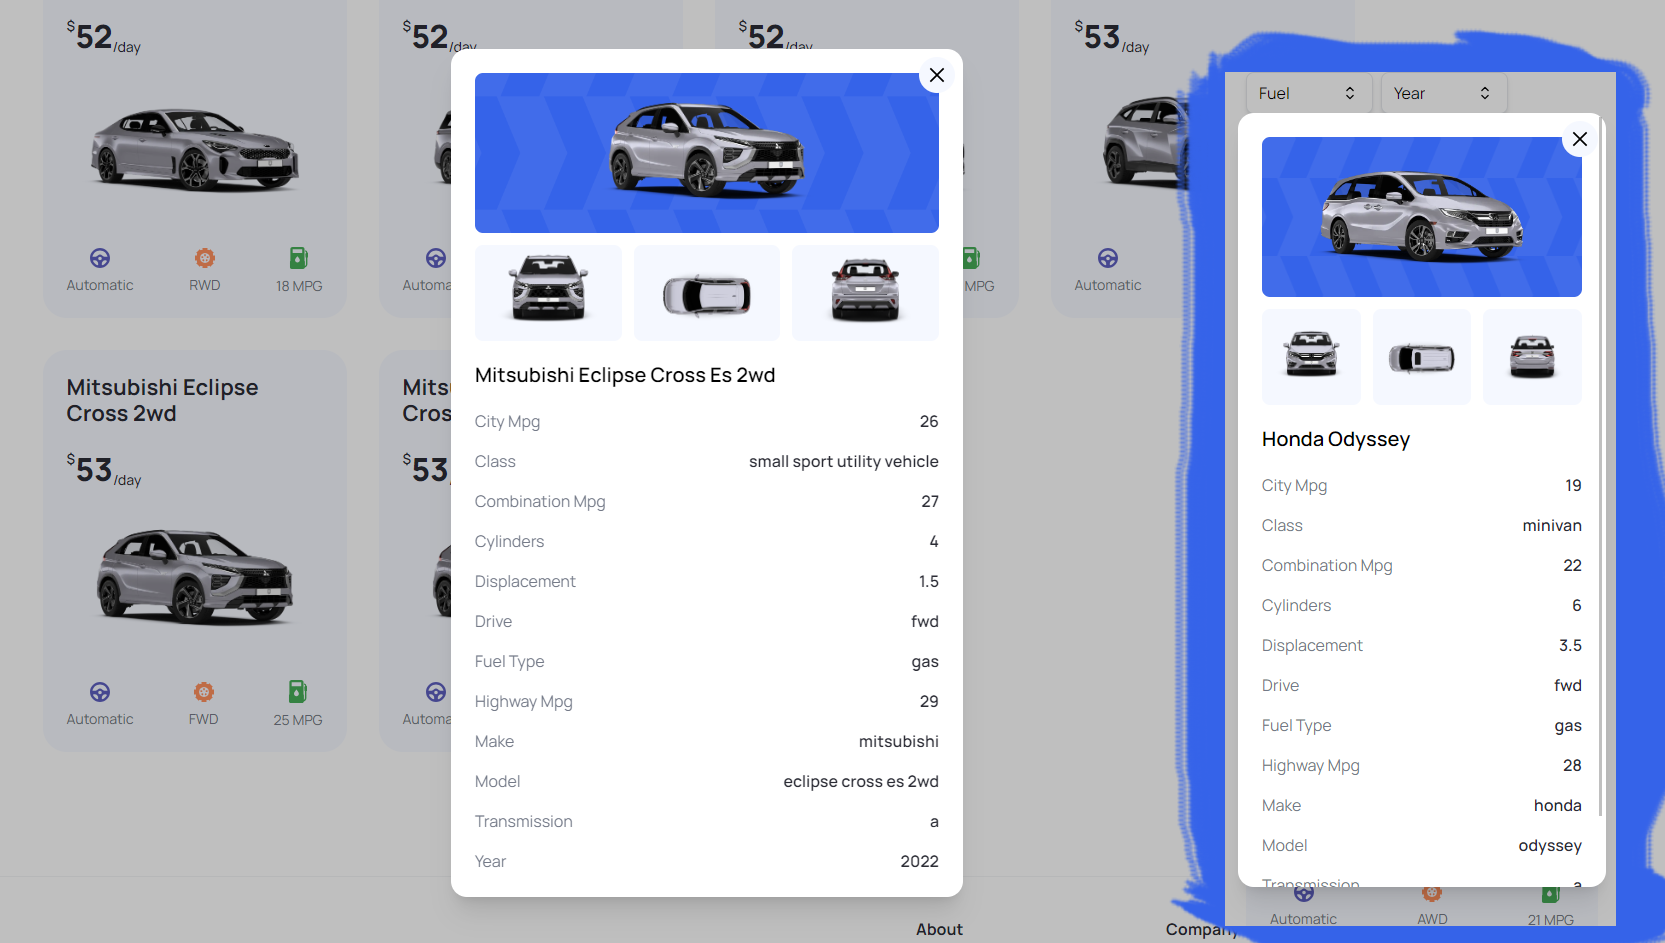 $52/day
$52/day
$52/day
$53/day
Automatic RWD 18 MPG
Automa
MPG
Automatic
Mitsubishi Eclipse
Cross 2wd
$53/day
Automatic FWD 25 MPG
Mits
Cros
$53
Automa
Mitsubishi Eclipse Cross Es 2wd
City Mpg 26
Class small sport utility vehicle
Combination Mpg 27
Cylinders 4
Displacement 1.5
Drive fwd
Fuel Type gas
Highway Mpg 29
Make mitsubishi
Model eclipse cross es 2wd
Transmission a
Year 2022
Fuel Year
Honda Odyssey
City Mpg 19
Class minivan
Combination Mpg 22
Cylinders 6
Displacement 3.5
Drive fwd
Fuel Type gas
Highway Mpg 28
Make honda
Model odyssey
Transmission a
Automatic AWD 21 MPG
About Company